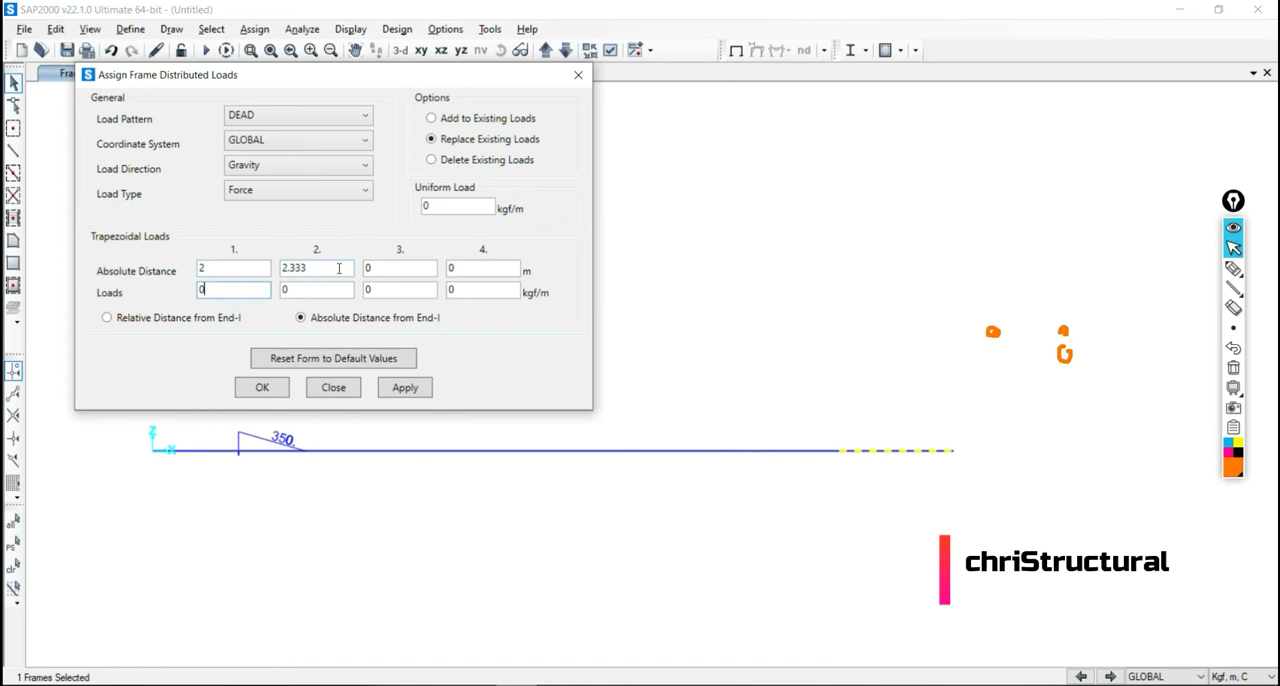 SAP2000 v22.1.0 Ultimate 64-bit - (Distributed)
File Edit View Define Draw Select Assign Analyze Display Design Options Tools Help
3-d xy xz yz nv nd
Fra
Assign Frame Distributed Loads
General
Load Pattern DEAD
Coordinate System GLOBAL
Load Direction Gravity
Load Type Force
Options
Add to Existing Loads
Replace Existing Loads
Delete Existing Loads
Uniform Load
0 kgf/m
Trapezoidal Loads
1. 2. 3. 4.
Absolute Distance 2 2.333 0 0 m
Loads 0 0 0 0 kgf/m
Relative Distance from End-I Absolute Distance from End-I
Reset Form to Default Values
OK Close Apply
Z
X
350.
all
PS
clr
chriStructural
1 Frames Selected
GLOBAL
Kgf, m, C